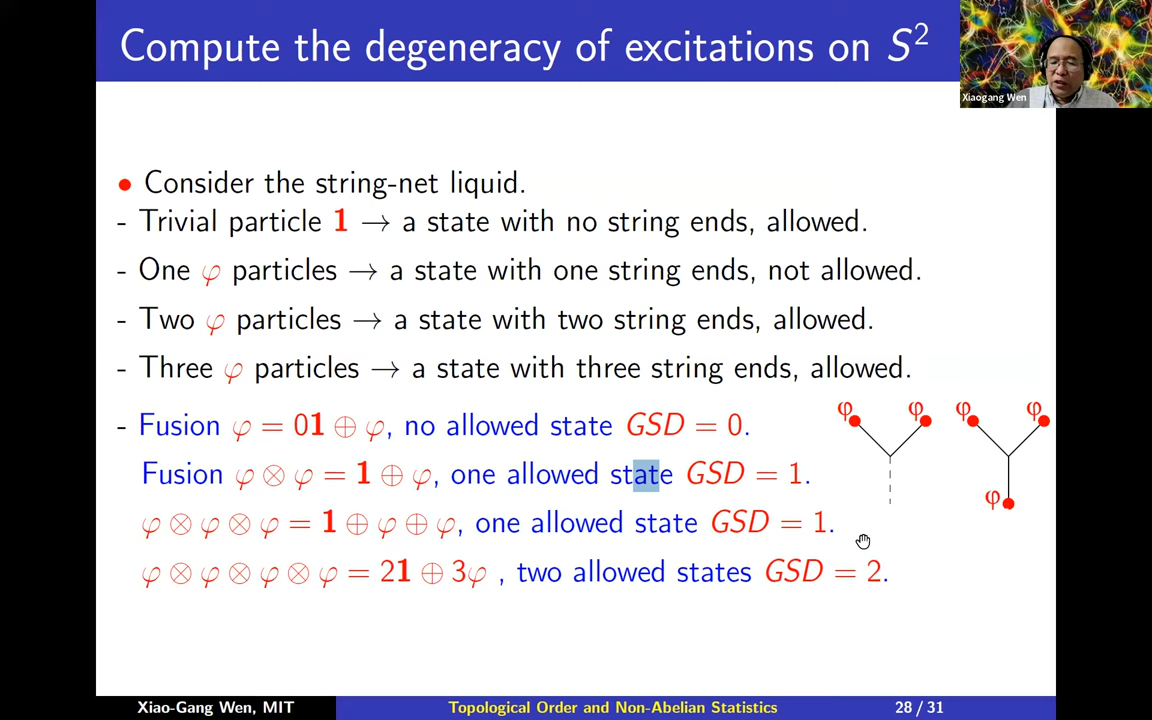 Compute the degeneracy of excitations on S²
Xiaogang Wen
• Consider the string-net liquid.
- Trivial particle 1 → a state with no string ends, allowed.
- One φ particles → a state with one string ends, not allowed.
- Two φ particles → a state with two string ends, allowed.
- Three φ particles → a state with three string ends, allowed.
- Fusion φ = 01 ⊕ φ, no allowed state GSD = 0.
Fusion φ ⊗ φ = 1 ⊕ φ, one allowed state GSD = 1.
φ ⊗ φ ⊗ φ = 1 ⊕ φ ⊕ φ, one allowed state GSD = 1.
φ ⊗ φ ⊗ φ ⊗ φ = 21 ⊕ 3φ , two allowed states GSD = 2.
φ φ φ φ
φ
Xiao-Gang Wen, MIT
Topological Order and Non-Abelian Statistics
28 / 31